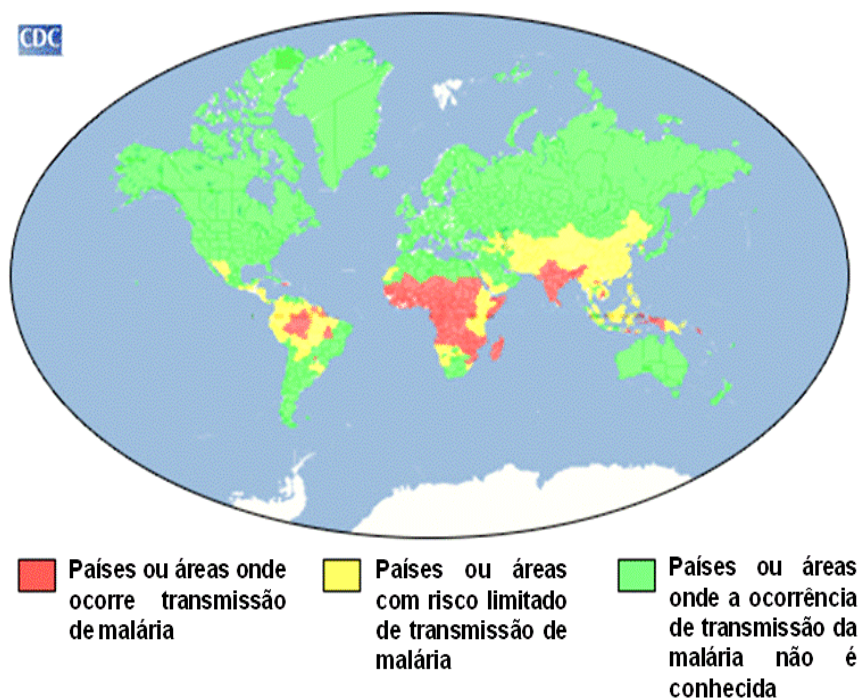 CDC
Países ou áreas onde
ocorre transmissão
de malária
Países ou áreas
com risco limitado
de transmissão de
malária
Países ou áreas
onde a ocorrência
de transmissão da
malária não é
conhecida